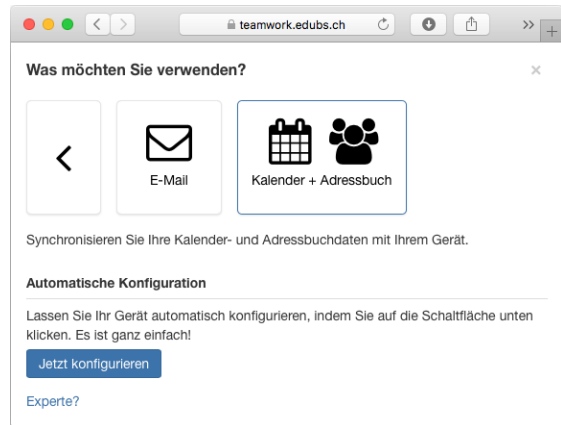 teamwork.edubs.ch
Was möchten Sie verwenden?
E-Mail
Kalender + Adressbuch
Synchronisieren Sie Ihre Kalender- und Adressbuchdaten mit Ihrem Gerät.
Automatische Konfiguration
Lassen Sie Ihr Gerät automatisch konfigurieren, indem Sie auf die Schaltfläche unten
klicken. Es ist ganz einfach!
Jetzt konfigurieren
Experte?